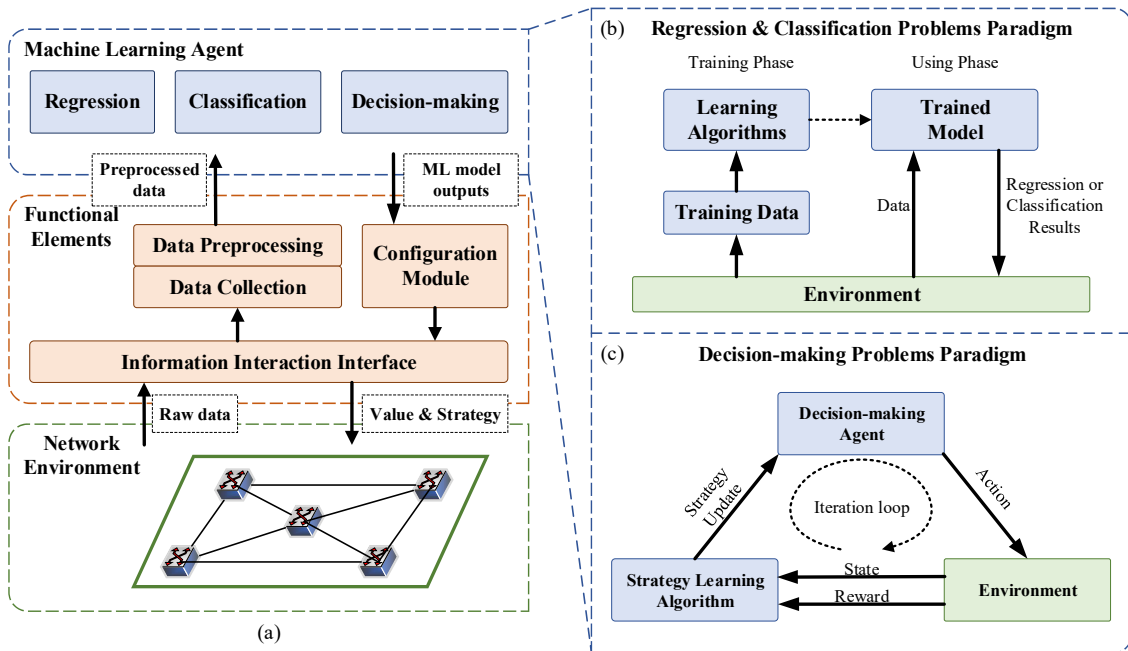 Machine Learning Agent
Regression
Classification
Decision-making
Preprocessed
data
ML model
outputs
Functional
Elements
Data Preprocessing
Data Collection
Configuration
Module
Information Interaction Interface
Raw data
Value & Strategy
Network
Environment
(a)
(b)
Regression & Classification Problems Paradigm
Training Phase
Using Phase
Learning
Algorithms
Trained
Model
Training Data
Data
Regression or
Classification
Results
Environment
(c)
Decision-making Problems Paradigm
Decision-making
Agent
Strategy
Update
Iteration loop
Action
Strategy Learning
Algorithm
State
Reward
Environment